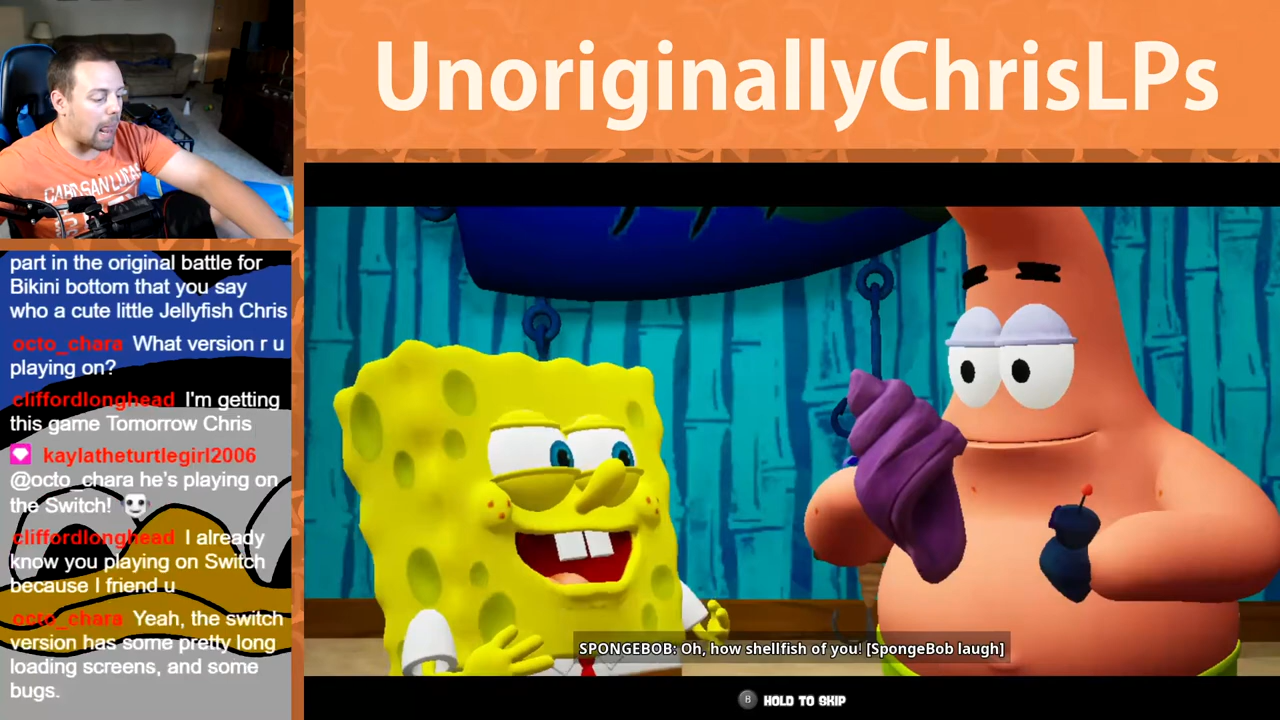 UnoriginallyChrisLPs
CABO SAN LUCAS
part in the original battle for
Bikini bottom that you say
who a cute little Jellyfish Chris
octo_chara What version r u
playing on?
cliffordlonghead I'm getting
this game Tomorrow Chris
kaylatheturtlegirl2006
@octo_chara he's playing on
the Switch!
cliffordlonghead I already
know you playing on Switch
because I friend u
octo_chara Yeah, the switch
version has some pretty long
loading screens, and some
bugs.
SPONGEBOB: Oh, how shellfish of you! [SpongeBob laugh]
B HOLD TO SKIP